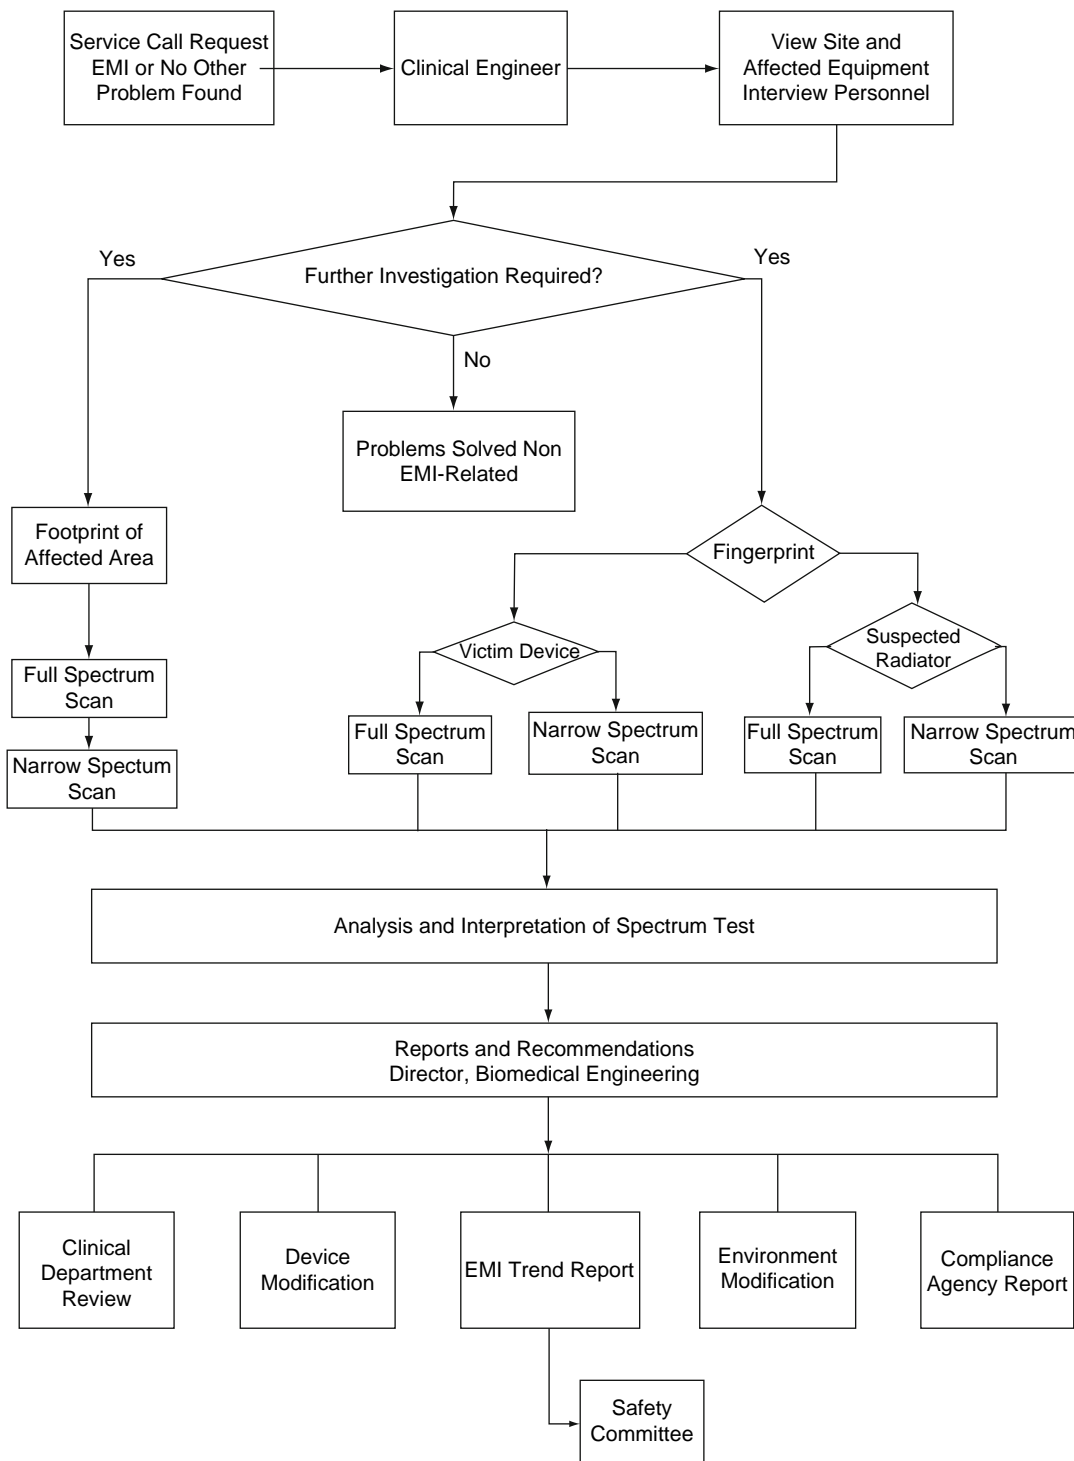 Service Call Request
EMI or No Other
Problem Found
Clinical Engineer
View Site and
Affected Equipment
Interview Personnel
Yes
Further Investigation Required?
Yes
No
Problems Solved Non
EMI-Related
Footprint of
Affected Area
Fingerprint
Victim Device
Suspected
Radiator
Full Spectrum
Scan
Narrow Spectum
Scan
Full Spectrum
Scan
Narrow Spectrum
Scan
Full Spectrum
Scan
Narrow Spectrum
Scan
Analysis and Interpretation of Spectrum Test
Reports and Recommendations
Director, Biomedical Engineering
Clinical
Department
Review
Device
Modification
EMI Trend Report
Environment
Modification
Compliance
Agency Report
Safety
Committee